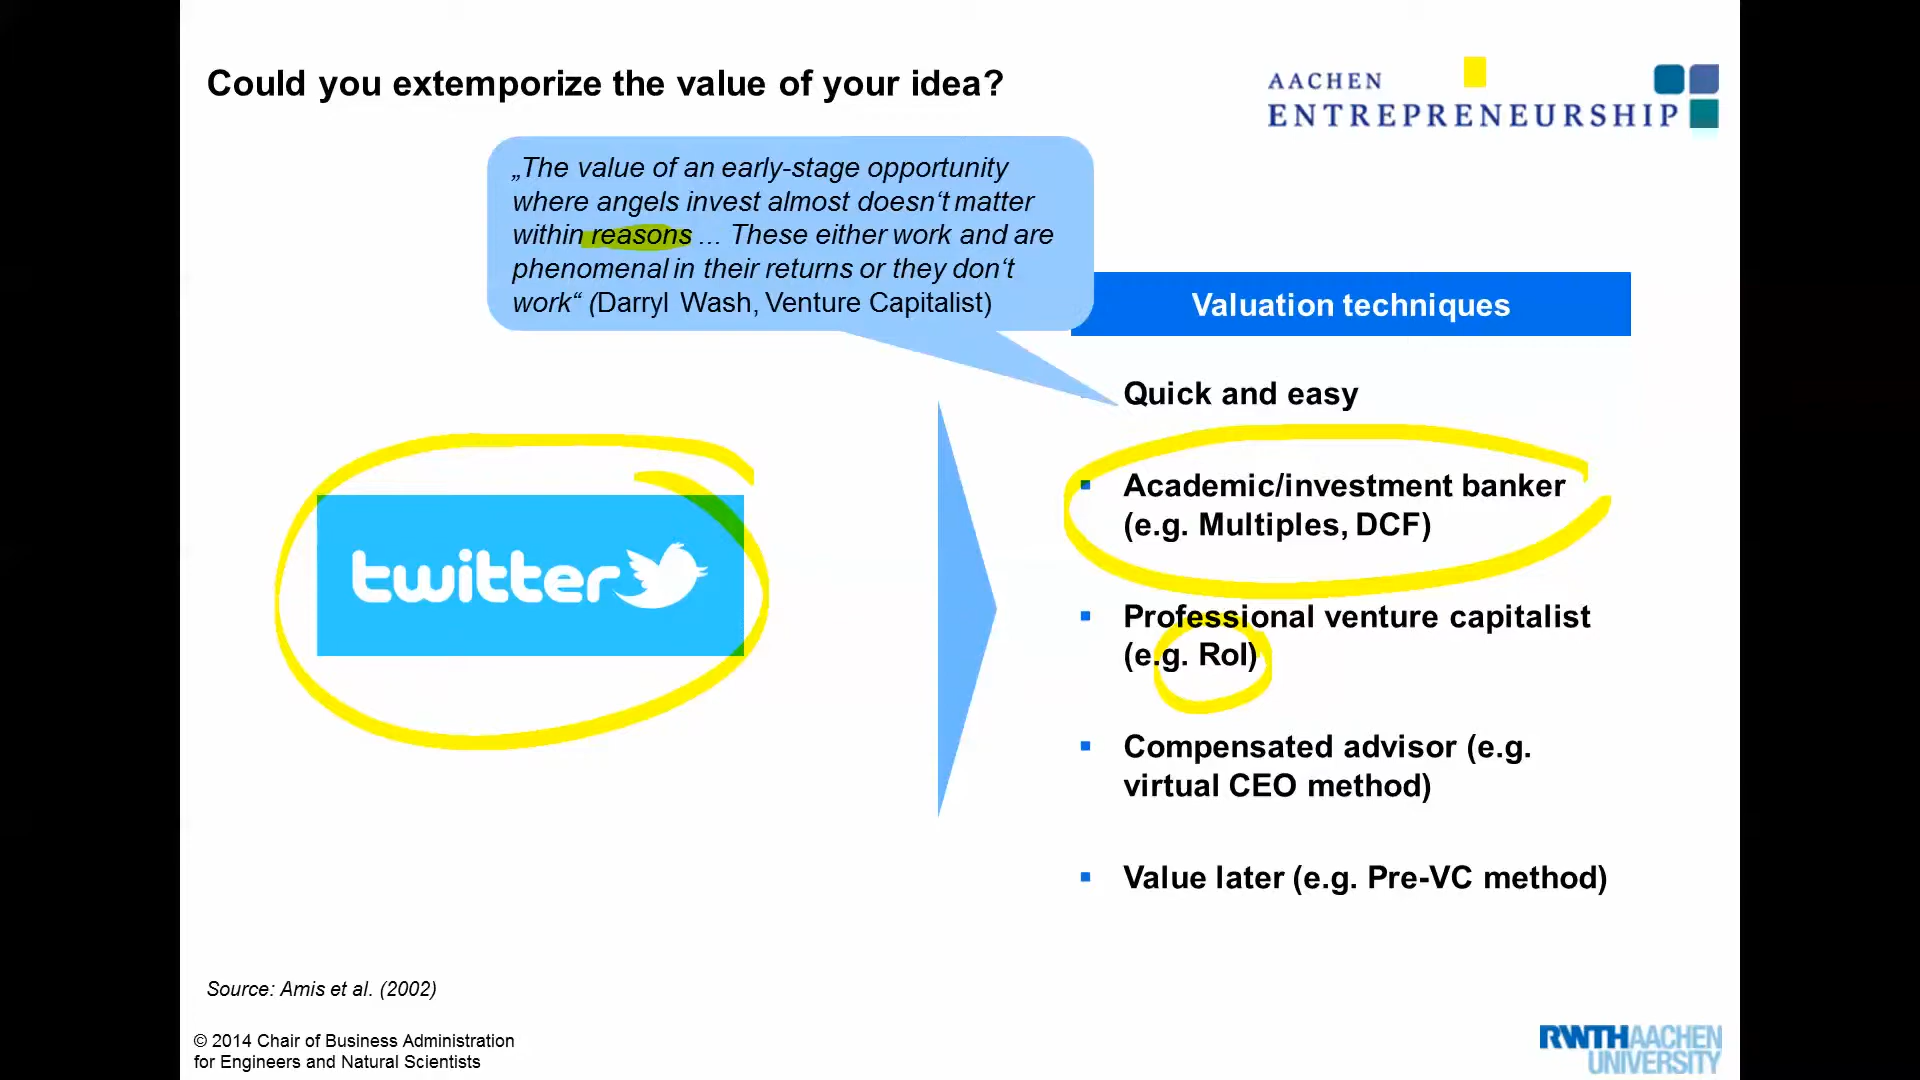 Could you extemporize the value of your idea?
AACHEN
ENTREPRENEURSHIP
„The value of an early-stage opportunity
where angels invest almost doesn‘t matter
within reasons ... These either work and are
phenomenal in their returns or they don‘t
work“ (Darryl Wash, Venture Capitalist)
Valuation techniques
Quick and easy
twitter
Academic/investment banker
(e.g. Multiples, DCF)
Professional venture capitalist
(e.g. RoI)
Compensated advisor (e.g.
virtual CEO method)
Value later (e.g. Pre-VC method)
Source: Amis et al. (2002)
© 2014 Chair of Business Administration
for Engineers and Natural Scientists
RWTHAACHEN
UNIVERSITY